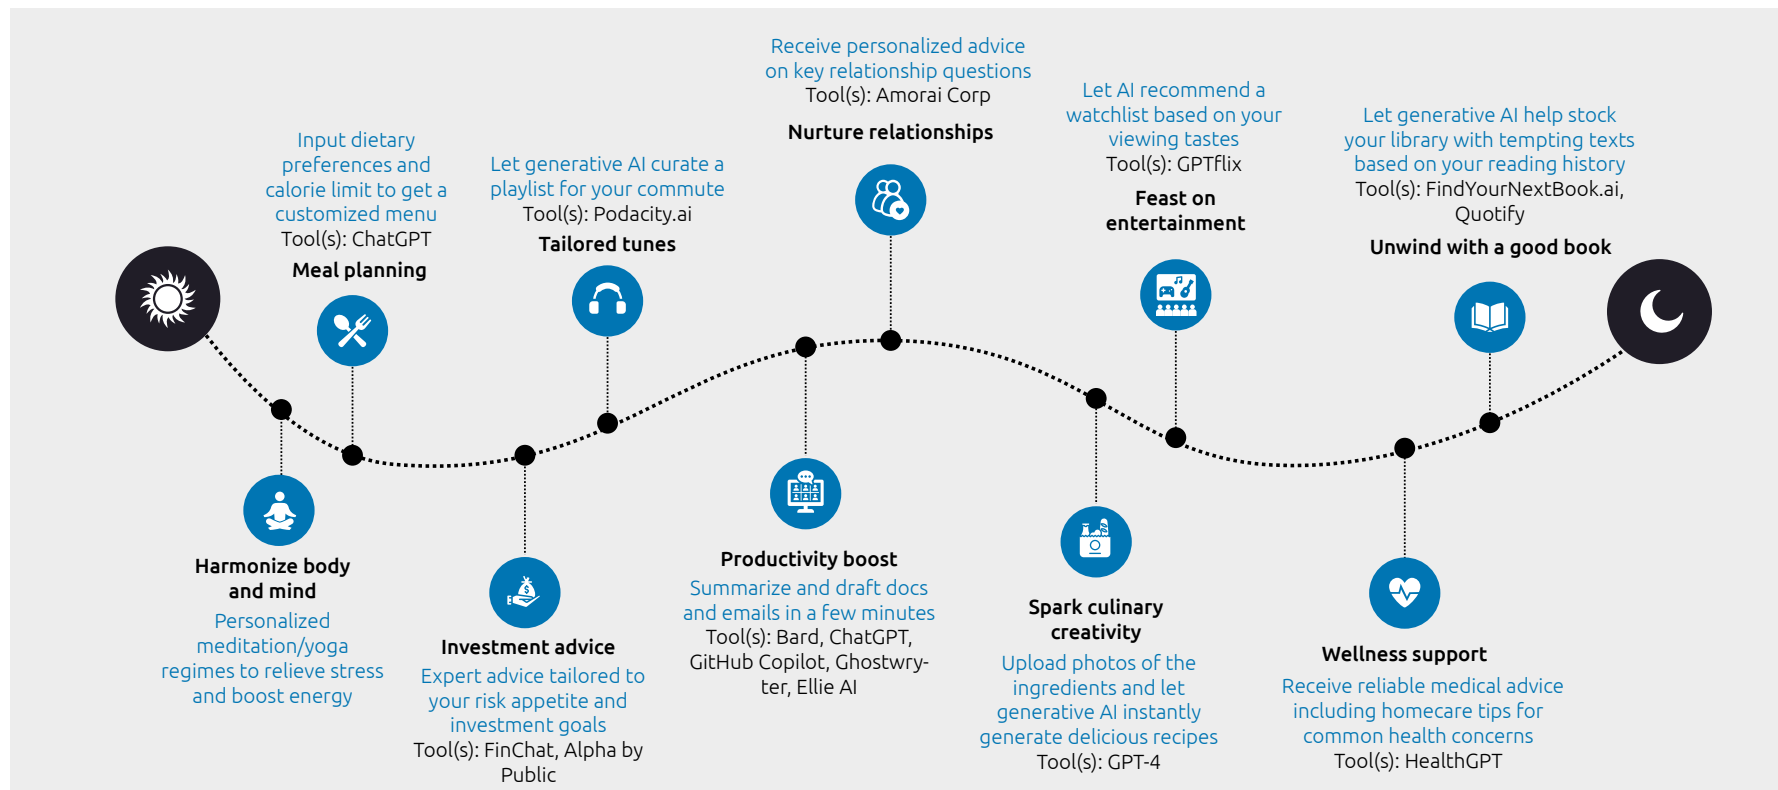 Receive personalized advice
on key relationship questions
Tool(s): Amorai Corp
Nurture relationships
Let AI recommend a
watchlist based on your
viewing tastes
Tool(s): GPTflix
Feast on
entertainment
Let generative AI help stock
your library with tempting texts
based on your reading history
Tool(s): FindYourNextBook.ai,
Quotify
Unwind with a good book
Input dietary
preferences and
calorie limit to get a
customized menu
Tool(s): ChatGPT
Meal planning
Let generative AI curate a
playlist for your commute
Tool(s): Podacity.ai
Tailored tunes
Harmonize body
and mind
Personalized
meditation/yoga
regimes to relieve stress
and boost energy
Investment advice
Expert advice tailored to
your risk appetite and
investment goals
Tool(s): FinChat, Alpha by
Public
Productivity boost
Summarize and draft docs
and emails in a few minutes
Tool(s): Bard, ChatGPT,
GitHub Copilot, Ghostwry-
ter, Ellie AI
Spark culinary
creativity
Upload photos of the
ingredients and let
generative AI instantly
generate delicious recipes
Tool(s): GPT-4
Wellness support
Receive reliable medical advice
including homecare tips for
common health concerns
Tool(s): HealthGPT